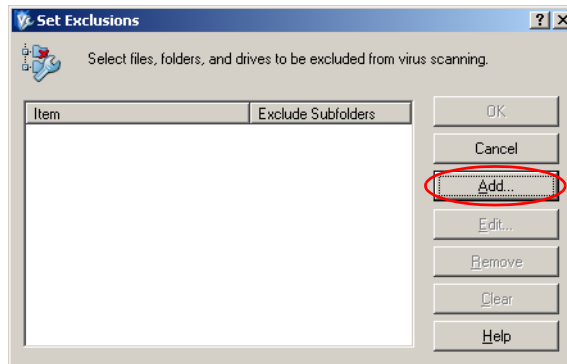 Set Exclusions
Select files, folders, and drives to be excluded from virus scanning.
Item Exclude Subfolders
OK
Cancel
Add...
Edit...
Remove
Clear
Help